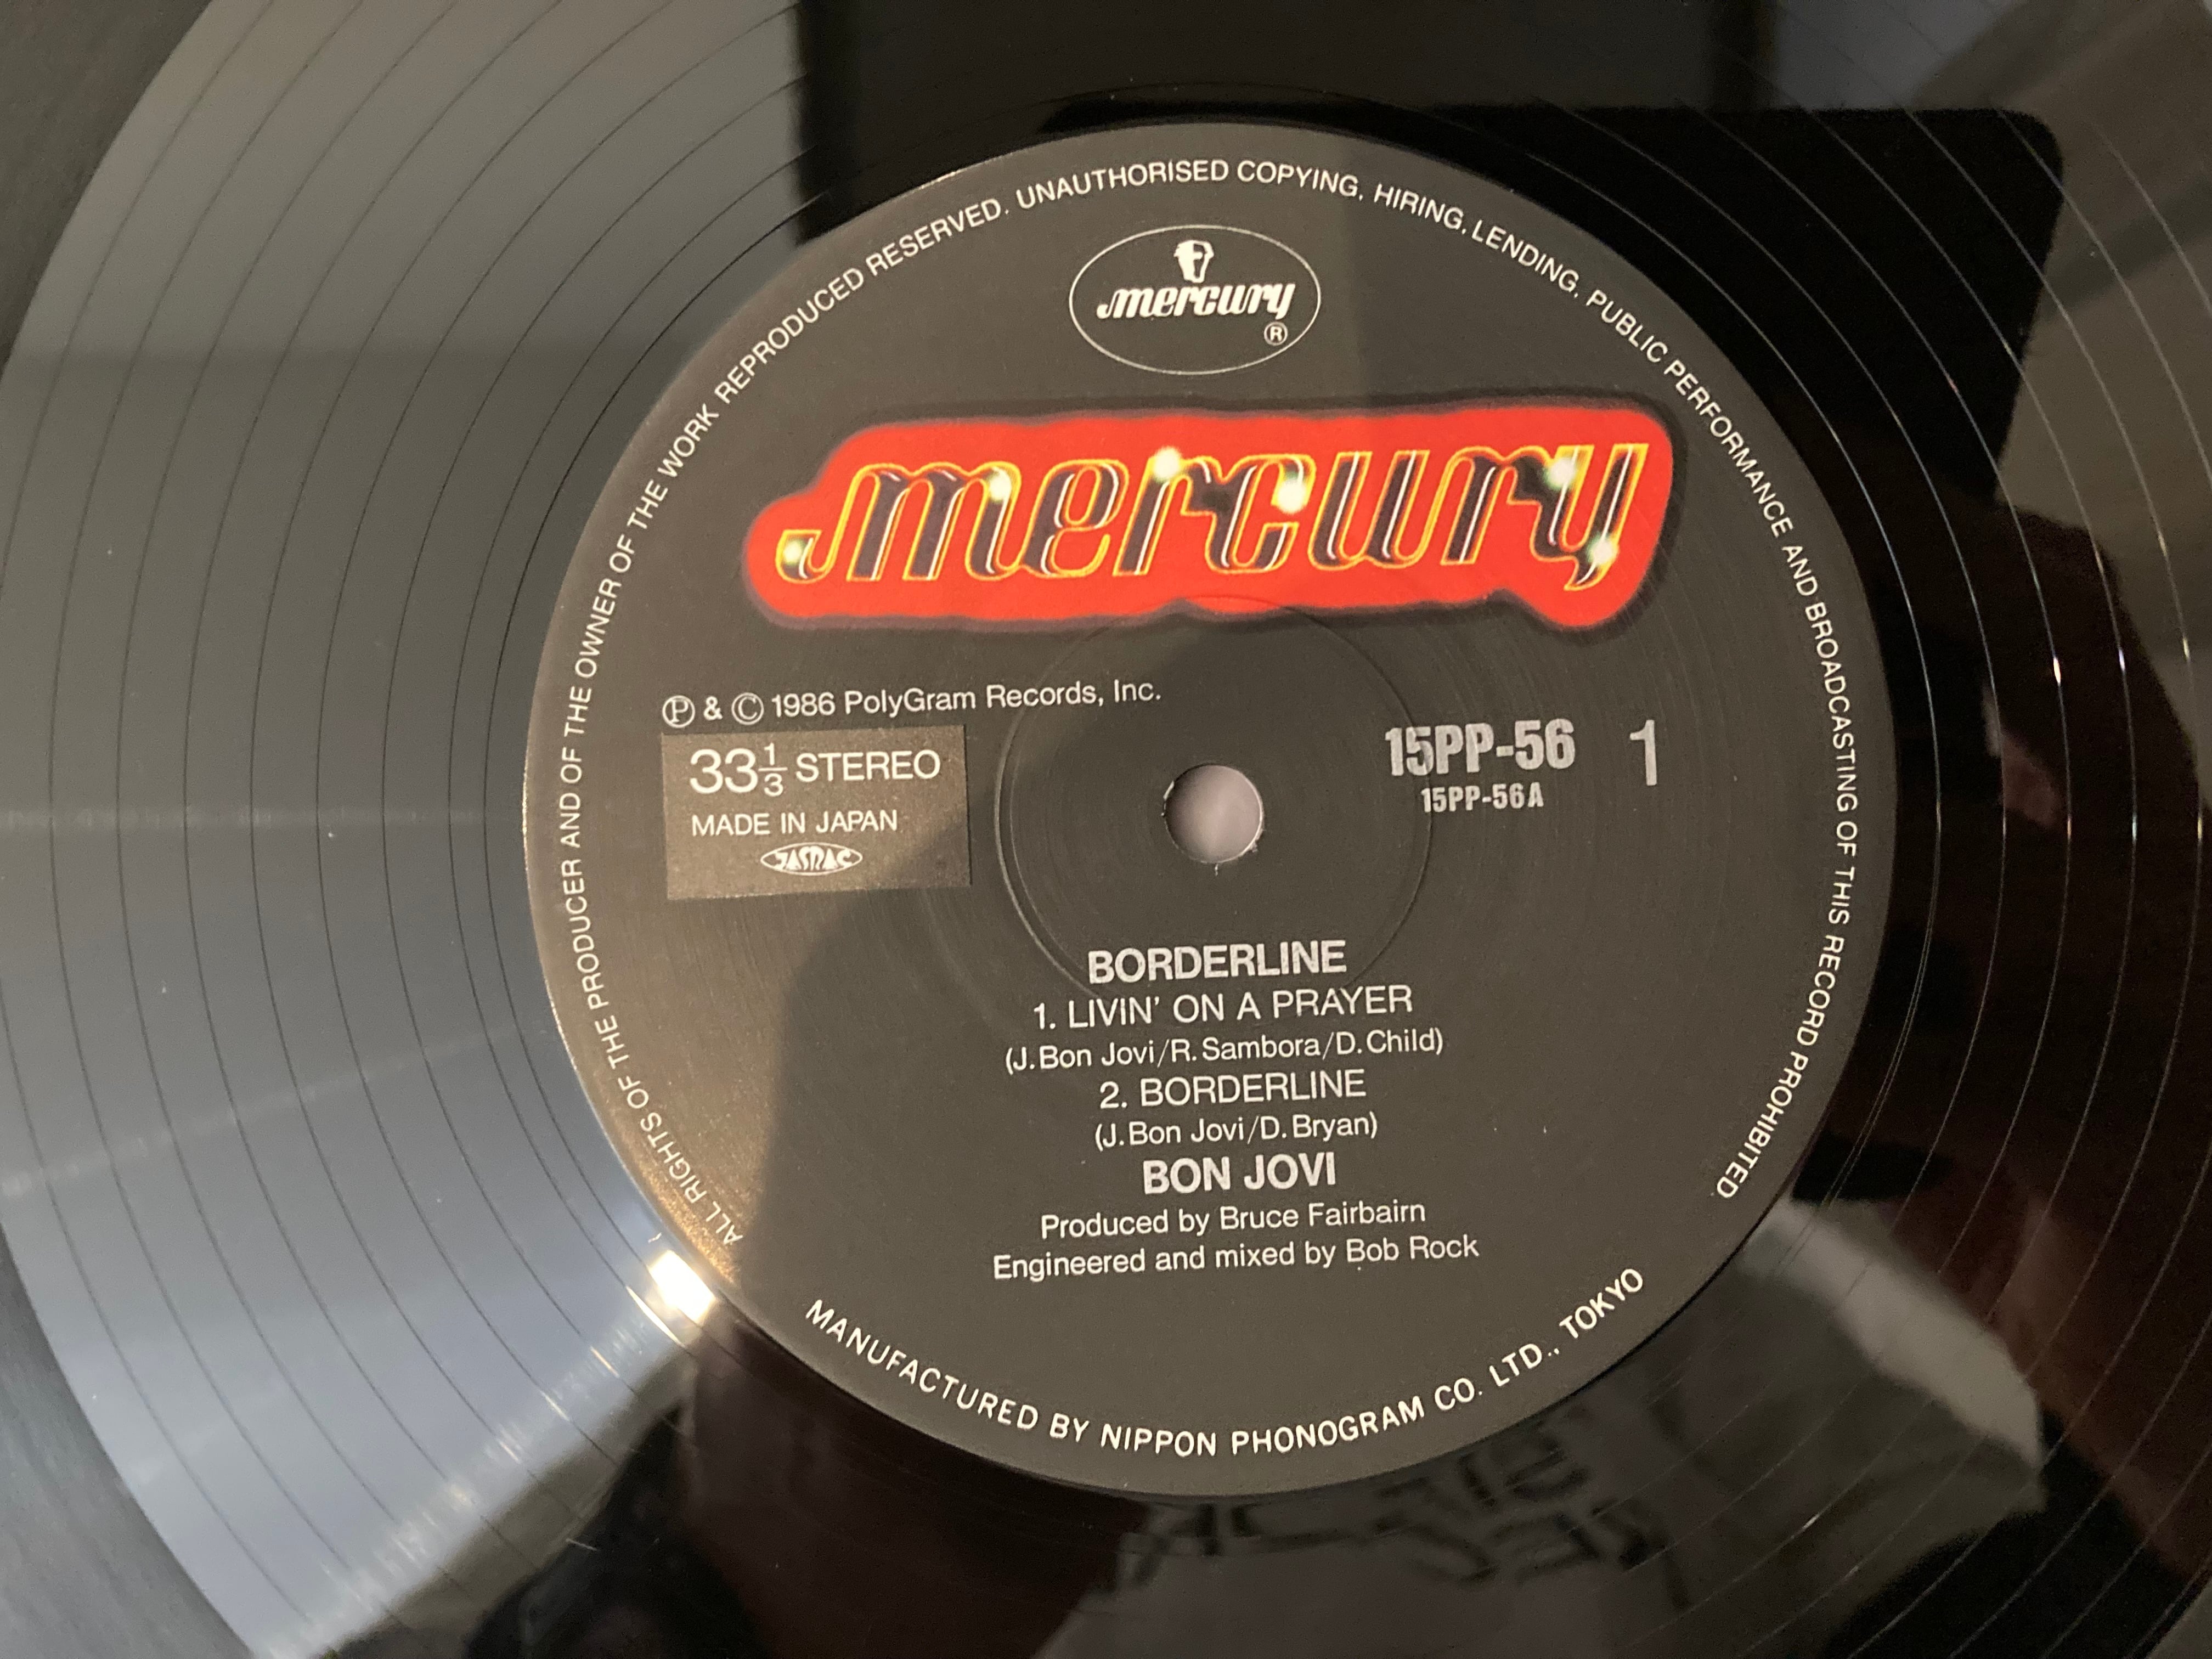 ALL RIGHTS OF THE PRODUCER AND OF THE OWNER OF THE WORK REPRODUCED RESERVED. UNAUTHORISED COPYING, HIRING, LENDING, PUBLIC PERFORMANCE AND BROADCASTING OF THIS RECORD PROHIBITED.
mercury
®
mercury
Ⓟ & © 1986 PolyGram Records, Inc.
33⅓ STEREO
MADE IN JAPAN
JASRAC
15PP-56 1
15PP-56A
BORDERLINE
1. LIVIN' ON A PRAYER
(J. Bon Jovi/R. Sambora/D. Child)
2. BORDERLINE
(J. Bon Jovi/D. Bryan)
BON JOVI
Produced by Bruce Fairbairn
Engineered and mixed by Bob Rock
MANUFACTURED BY NIPPON PHONOGRAM CO. LTD., TOKYO